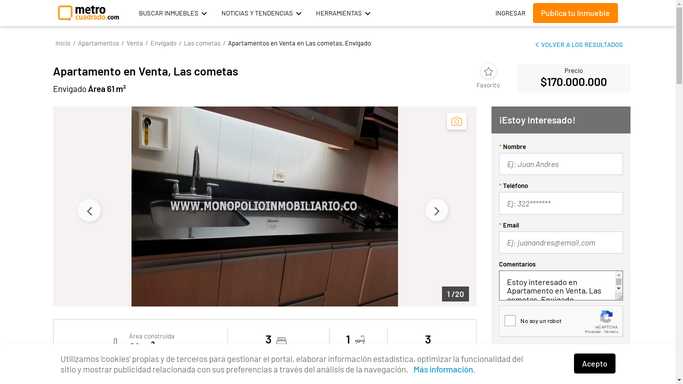 metro
cuadrado.com
BUSCAR INMUEBLES
NOTICIAS Y TENDENCIAS
HERRAMIENTAS
INGRESAR
Publica tu Inmueble
Inicio / Apartamentos / Venta / Envigado / Las cometas / Apartamentos en Venta en Las cometas, Envigado
VOLVER A LOS RESULTADOS
Apartamento en Venta, Las cometas
Envigado Área 61 m²
Favorito
Precio
$170.000.000
WWW.MONOPOLIOINMOBILIARIO.CO
1 / 20
¡Estoy Interesado!
* Nombre
Ej: Juan Andres
* Teléfono
Ej: 322*******
* Email
Ej: juanandres@email.com
Comentarios
Estoy interesado en
Apartamento en Venta, Las
cometas, Envigado
No soy un robot
reCAPTCHA
Privacidad - Términos
Área construida
3
1
3
Utilizamos 'cookies' propias y de terceros para gestionar el portal, elaborar información estadística, optimizar la funcionalidad del
sitio y mostrar publicidad relacionada con sus preferencias a través del análisis de la navegación. Más información.
Acepto